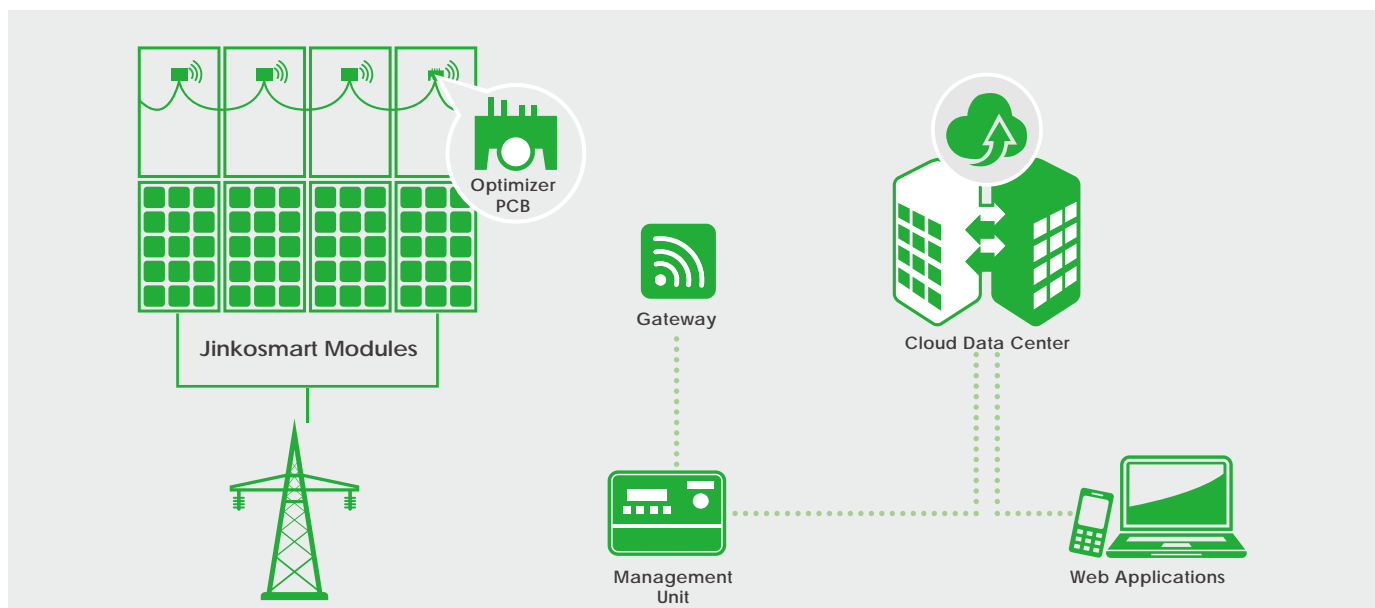 Optimizer
PCB
Gateway
Jinkosmart Modules
Cloud Data Center
Management
Unit
Web Applications